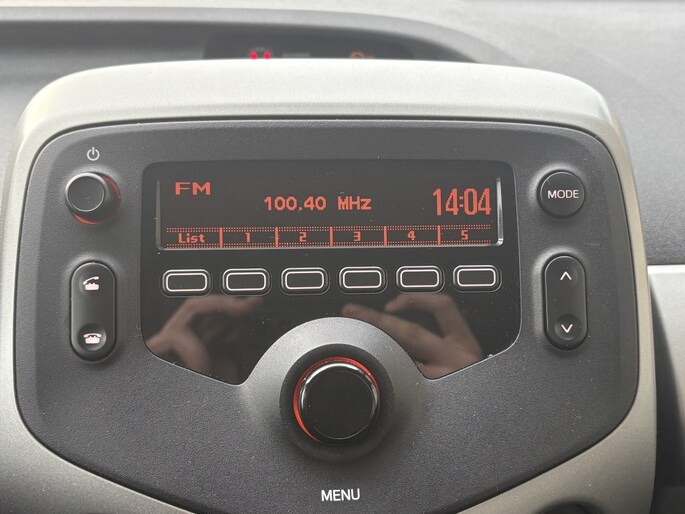 FM
100.40 MHz
14:04
List 1 2 3 4 5
MODE
MENU